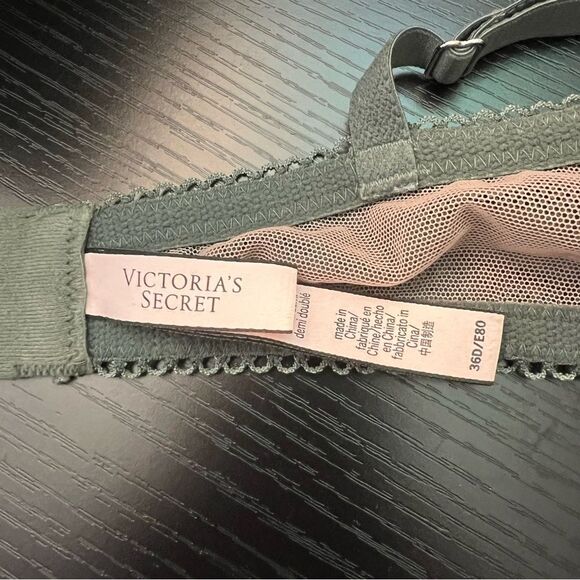 VICTORIA'S
SECRET
demi doublé
made in
China/
fabriqué en
Chine/hecho
en China/
fabbricato in
Cina/
中国制造
36D/E80